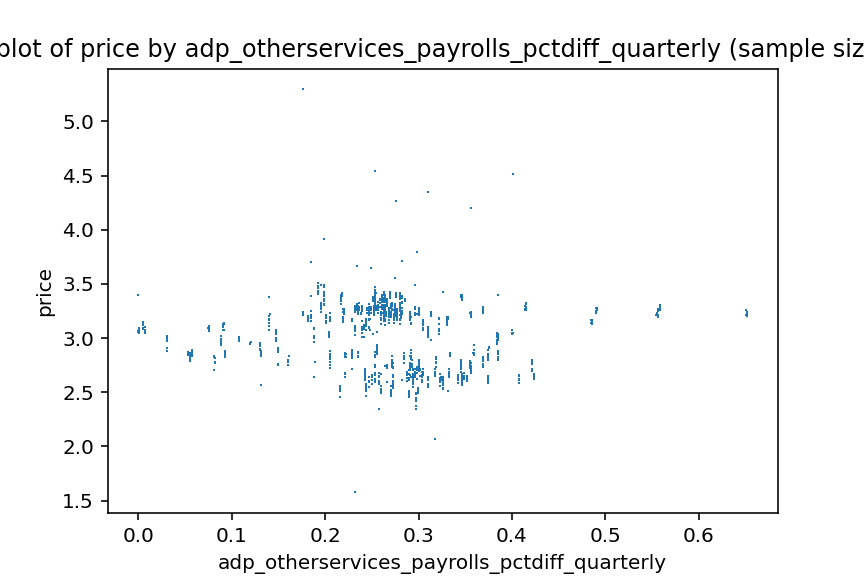 plot of price by adp_otherservices_payrolls_pctdiff_quarterly (sample siz
5.0
4.5
4.0
3.5
3.0
2.5
2.0
1.5
price
0.0 0.1 0.2 0.3 0.4 0.5 0.6
adp_otherservices_payrolls_pctdiff_quarterly